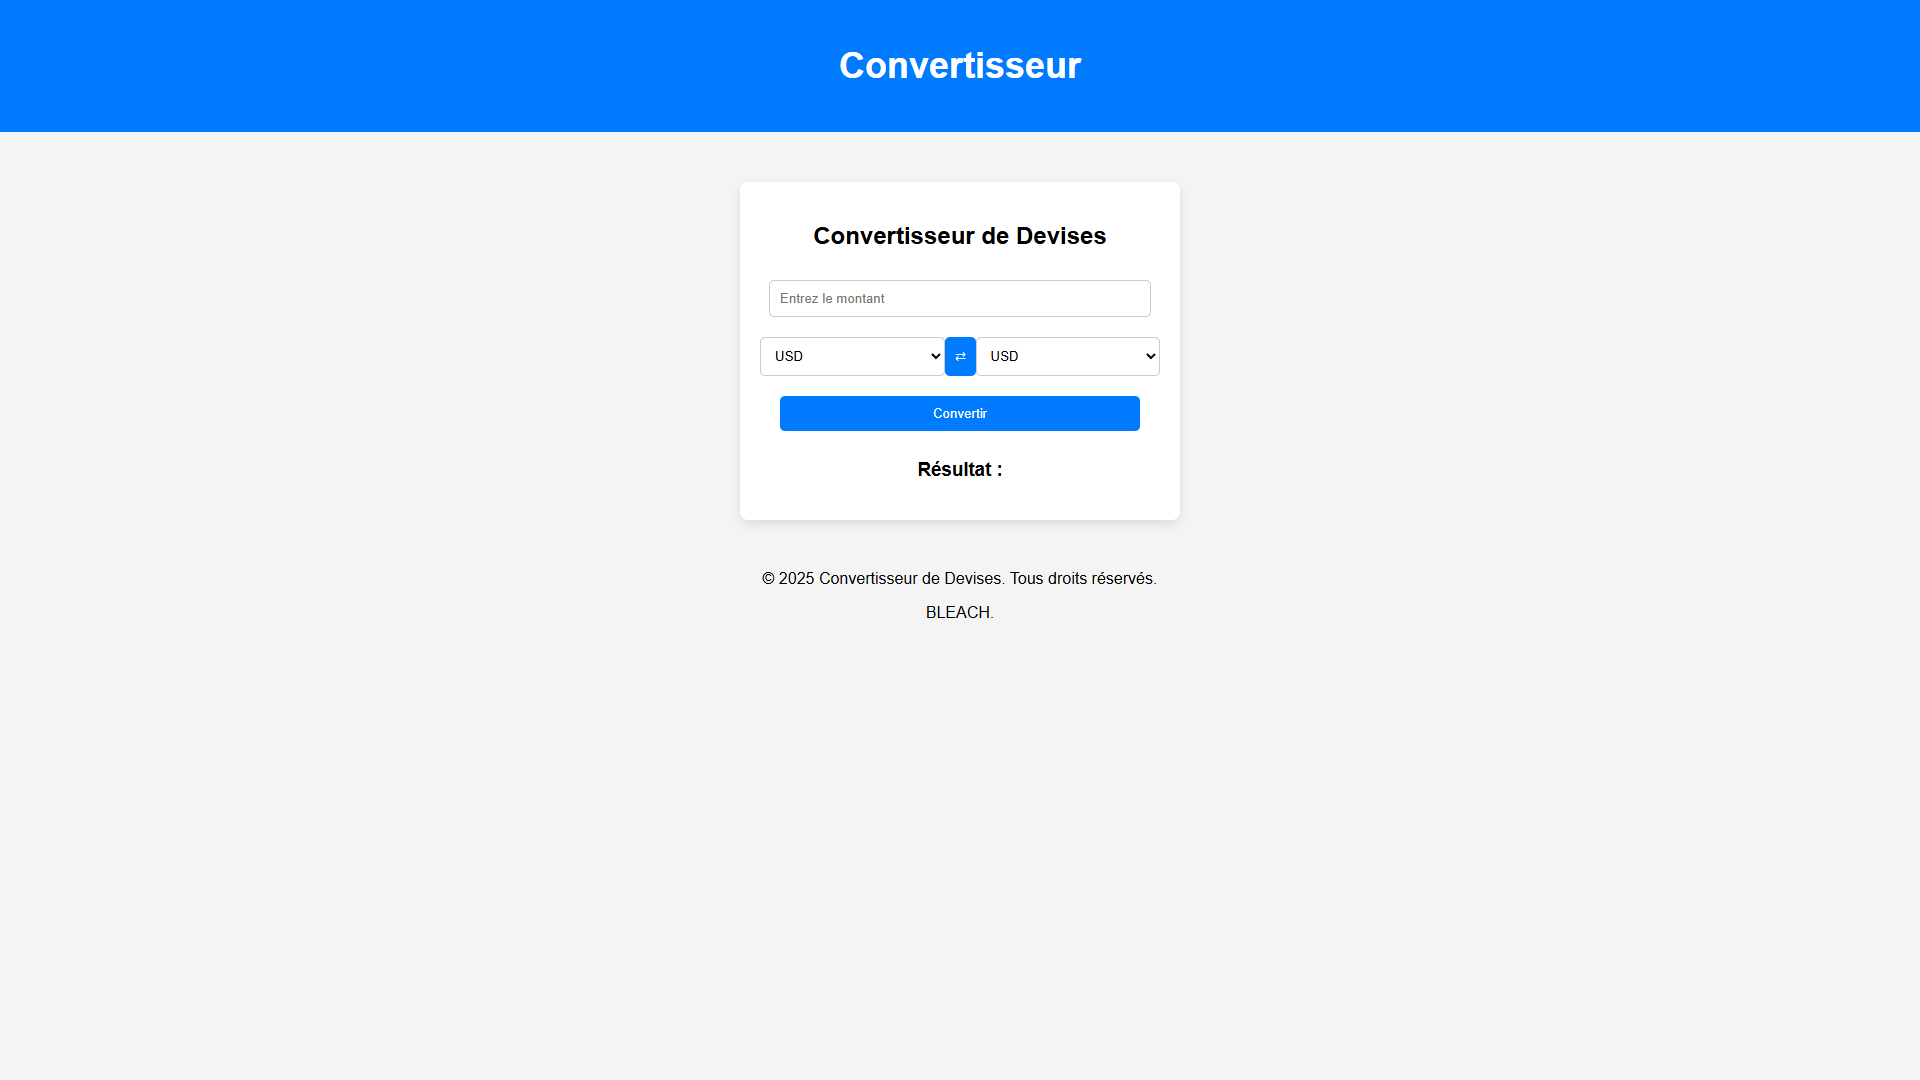 Convertisseur
Convertisseur de Devises
Entrez le montant
USD ⇄ USD
Convertir
Résultat :
© 2025 Convertisseur de Devises. Tous droits réservés.
BLEACH.